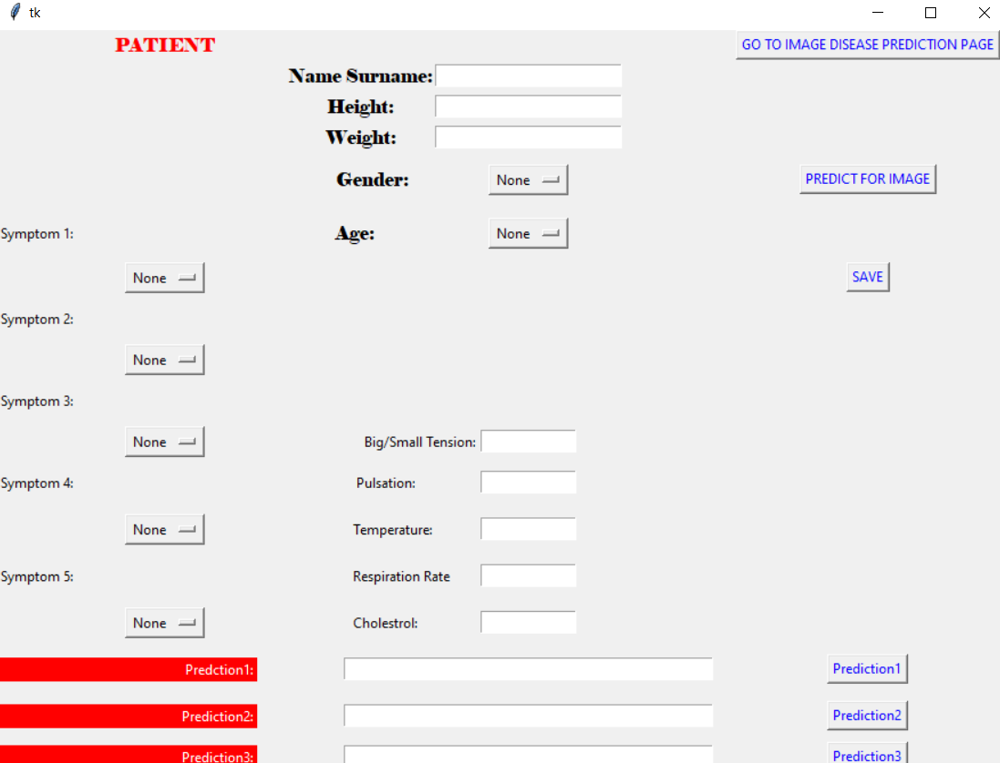 tk
PATIENT GO TO IMAGE DISEASE PREDICTION PAGE
Name Surname:
Height:
Weight:
Gender: None PREDICT FOR IMAGE
Symptom 1: Age: None
None SAVE
Symptom 2:
None
Symptom 3:
None Big/Small Tension:
Symptom 4: Pulsation:
None Temperature:
Symptom 5: Respiration Rate
None Cholestrol:
Predction1: Prediction1
Prediction2: Prediction2
Prediction3: Prediction3